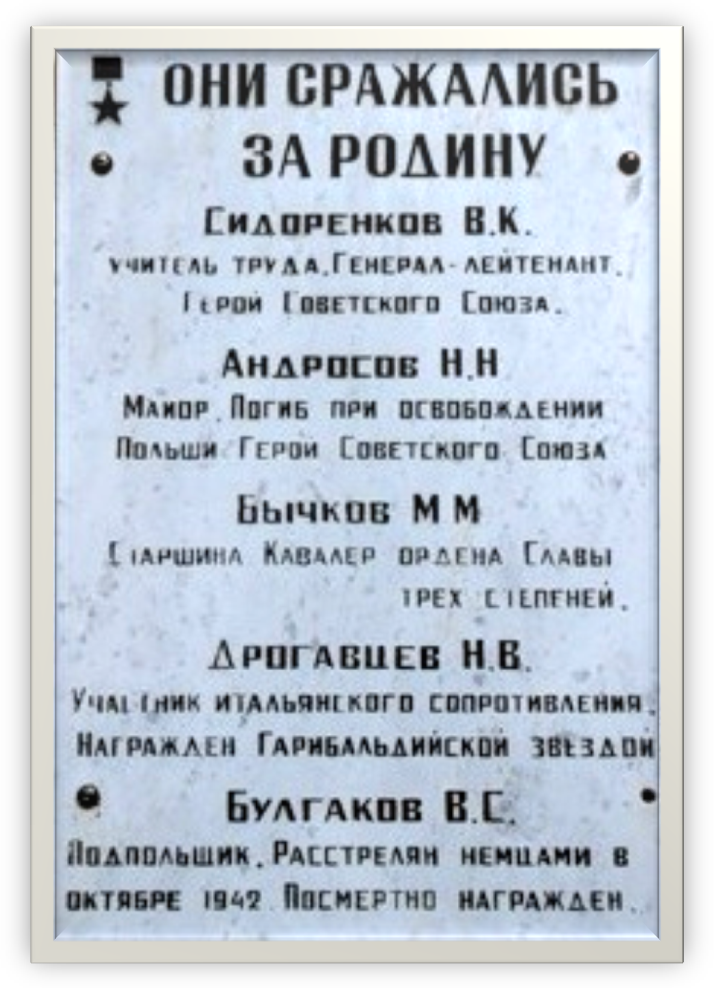 ОНИ СРАЖАЛИСЬ
ЗА РОДИНУ
СИДОРЕНКОВ В.К.
УЧИТЕЛЬ ТРУДА. ГЕНЕРАЛ-ЛЕЙТЕНАНТ.
ГЕРОЙ СОВЕТСКОГО СОЮЗА.
АНДРОСОВ Н.Н
МАЙОР. ПОГИБ ПРИ ОСВОБОЖДЕНИИ
ПОЛЬШИ. ГЕРОЙ СОВЕТСКОГО СОЮЗА
БЫЧКОВ М М
СТАРШИНА КАВАЛЕР ОРДЕНА СЛАВЫ
ТРЕХ СТЕПЕНЕЙ.
ДРОГАВЦЕВ Н.В.
УЧАСТНИК ИТАЛЬЯНСКОГО СОПРОТИВЛЕНИЯ.
НАГРАЖДЕН ГАРИБАЛЬДИЙСКОЙ ЗВЕЗДОЙ
БУЛГАКОВ В.С.
ПОДПОЛЬЩИК. РАССТРЕЛЯН НЕМЦАМИ В
ОКТЯБРЕ 1942. ПОСМЕРТНО НАГРАЖДЕН.